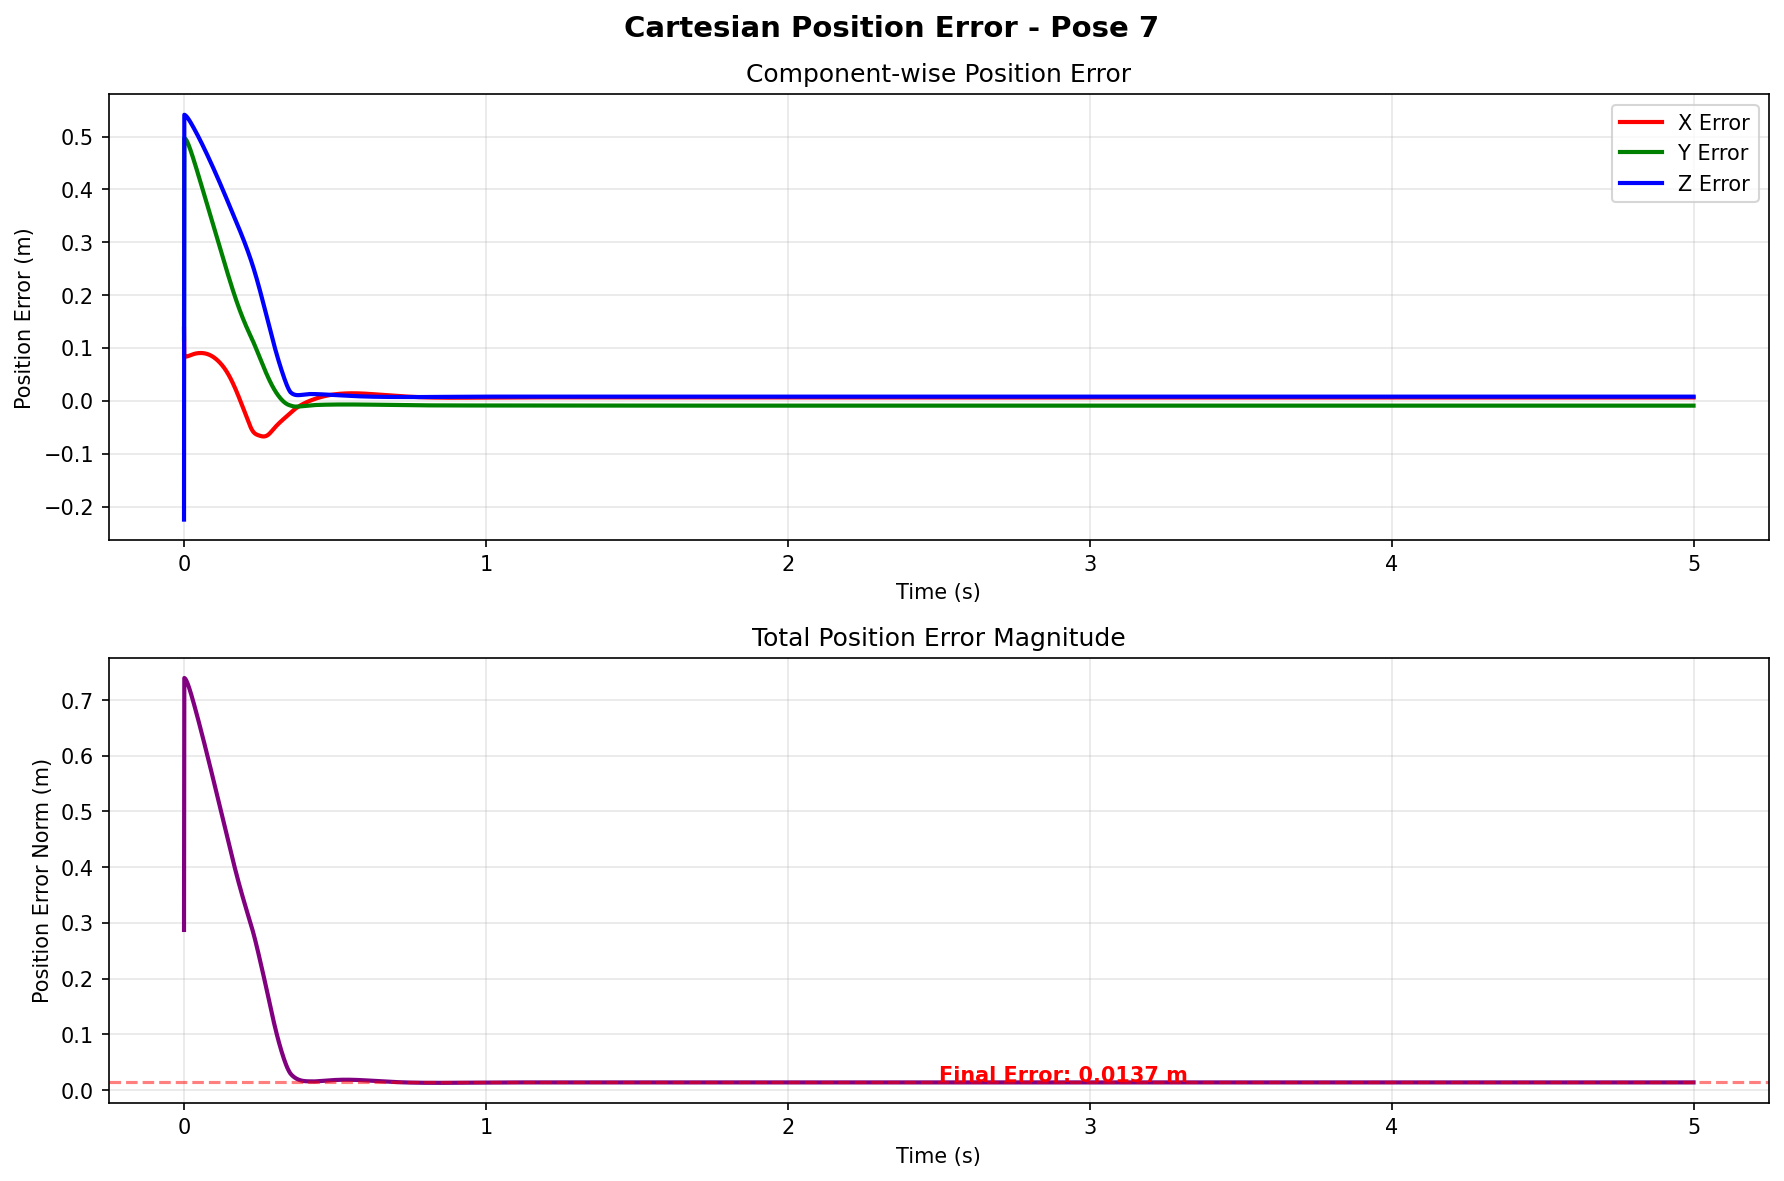 Cartesian Position Error - Pose 7
Component-wise Position Error
Position Error (m)
0.5
0.4
0.3
0.2
0.1
0.0
−0.1
−0.2
X Error
Y Error
Z Error
0 1 2 3 4 5
Time (s)
Total Position Error Magnitude
Position Error Norm (m)
0.7
0.6
0.5
0.4
0.3
0.2
0.1
0.0
Final Error: 0.0137 m
0 1 2 3 4 5
Time (s)